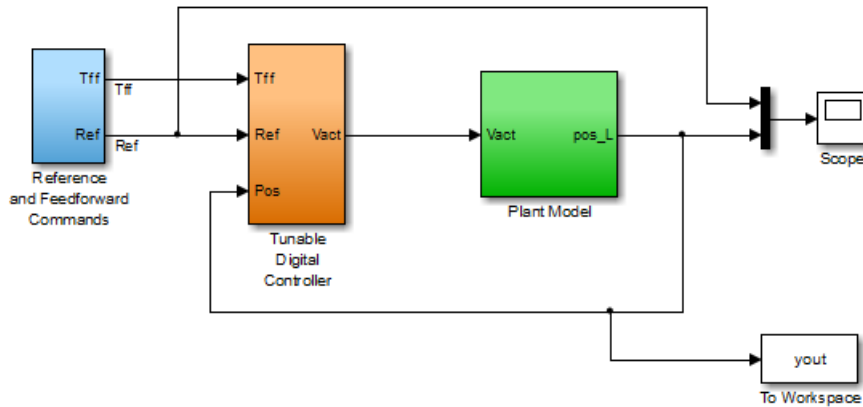 Tff
Tff
Ref
Ref
Reference
and Feedforward
Commands
Tff
Ref
Vact
Pos
Tunable
Digital
Controller
Vact
pos_L
Plant Model
Scope
yout
To Workspace